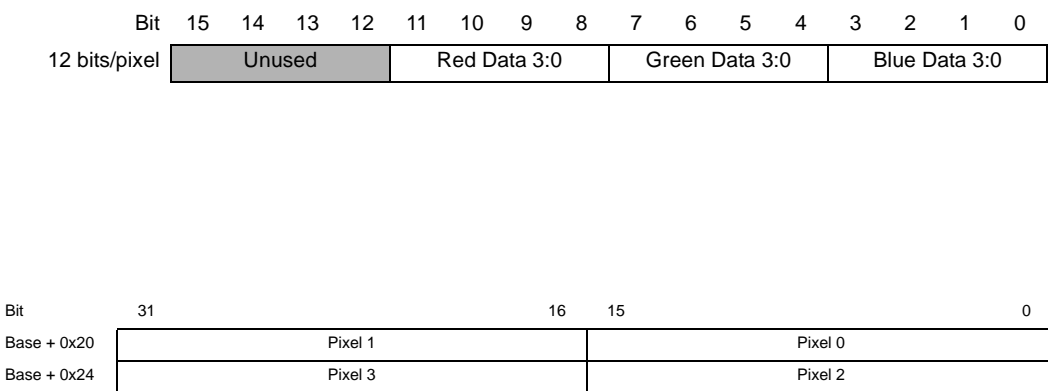 Bit 15 14 13 12 11 10 9 8 7 6 5 4 3 2 1 0
12 bits/pixel Unused Red Data 3:0 Green Data 3:0 Blue Data 3:0
Bit 31 16 15 0
Base + 0x20 Pixel 1 Pixel 0
Base + 0x24 Pixel 3 Pixel 2